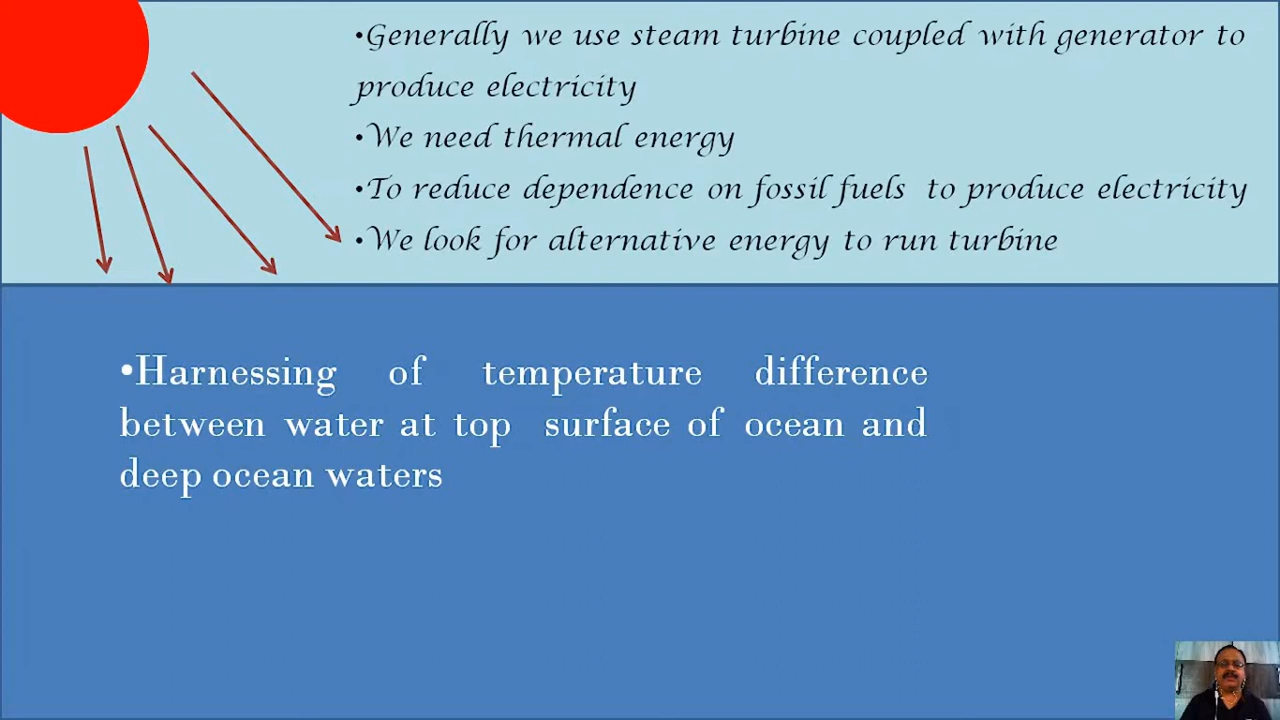 •Generally we use steam turbine coupled with generator to
produce electricity
•We need thermal energy
•To reduce dependence on fossil fuels to produce electricity
•We look for alternative energy to run turbine
•Harnessing of temperature difference
between water at top surface of ocean and
deep ocean waters